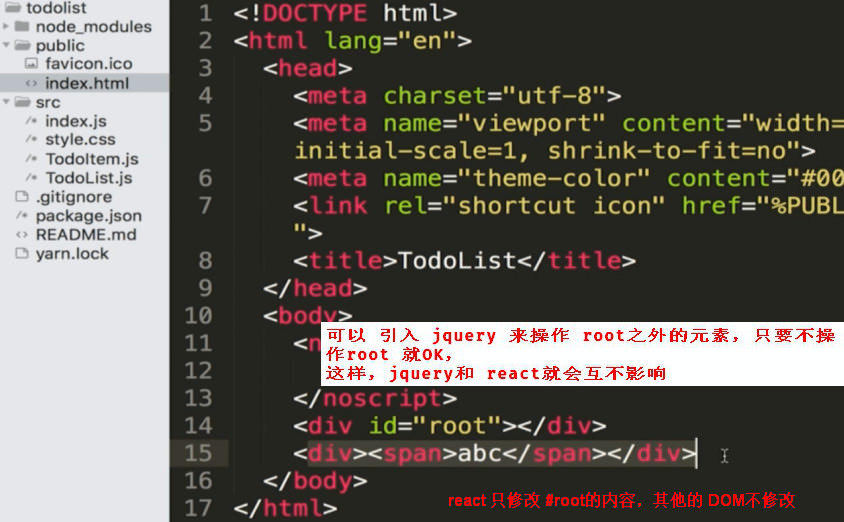 todolist
node_modules
public
favicon.ico
index.html
src
index.js
style.css
TodoItem.js
TodoList.js
.gitignore
package.json
README.md
yarn.lock
1 <!DOCTYPE html>
2 <html lang="en">
3 <head>
4 <meta charset="utf-8">
5 <meta name="viewport" content="width=
initial-scale=1, shrink-to-fit=no">
6 <meta name="theme-color" content="#00
7 <link rel="shortcut icon" href="%PUBL
">
8 <title>TodoList</title>
9 </head>
10 <body>
11 <n
可以 引入 jquery 来操作 root之外的元素，只要不操
作root 就OK，
这样，jquery和 react就会互不影响
12
13 </noscript>
14 <div id="root"></div>
15 <div><span>abc</span></div>
16 </body>
17 </html>
react 只修改 #root的内容，其他的 DOM不修改